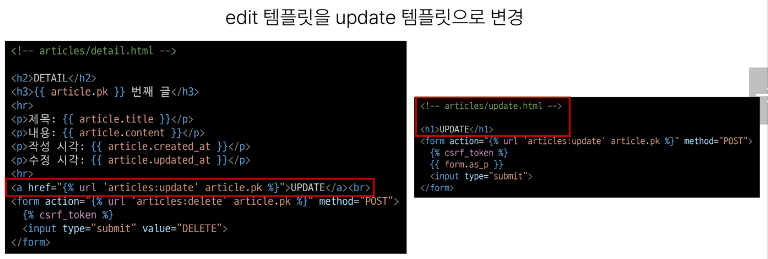 edit 템플릿을 update 템플릿으로 변경
<!-- articles/detail.html -->
<h2>DETAIL</h2>
<h3>{{ article.pk }} 번째 글</h3>
<hr>
<p>제목: {{ article.title }}</p>
<p>내용: {{ article.content }}</p>
<p>작성 시각: {{ article.created_at }}</p>
<p>수정 시각: {{ article.updated_at }}</p>
<hr>
<a href="{% url 'articles:update' article.pk %}">UPDATE</a><br>
<form action="{% url 'articles:delete' article.pk %}" method="POST">
{% csrf_token %}
<input type="submit" value="DELETE">
</form>
<!-- articles/update.html -->
<h1>UPDATE</h1>
<form action="{% url 'articles:update' article.pk %}" method="POST">
{% csrf_token %}
{{ form.as_p }}
<input type="submit">
</form>